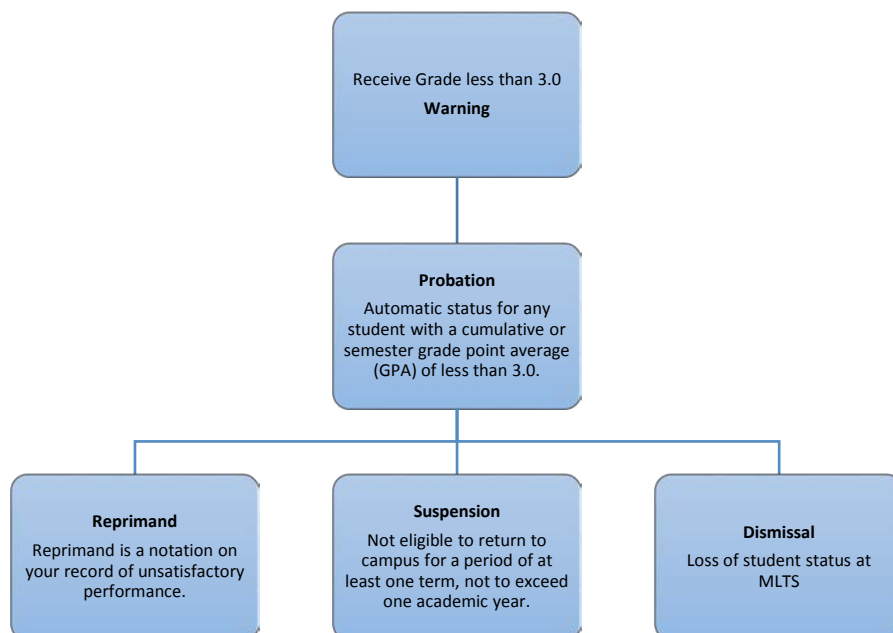 Receive Grade less than 3.0
Warning
Probation
Automatic status for any
student with a cumulative or
semester grade point average
(GPA) of less than 3.0.
Reprimand
Reprimand is a notation on
your record of unsatisfactory
performance.
Suspension
Not eligible to return to
campus for a period of at
least one term, not to exceed
one academic year.
Dismissal
Loss of student status at
MLTS